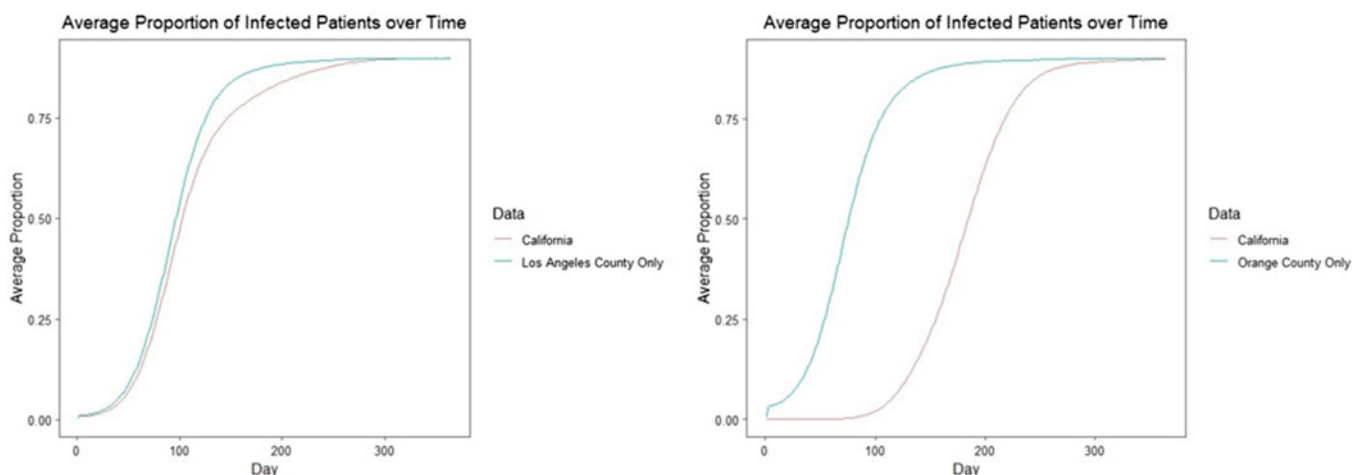 Average Proportion of Infected Patients over Time
Average Proportion
0.75
0.50
0.25
0.00
0
100
200
300
Day
Data
California
Los Angeles County Only
Average Proportion of Infected Patients over Time
Average Proportion
0.75
0.50
0.25
0.00
0
100
200
300
Day
Data
California
Orange County Only